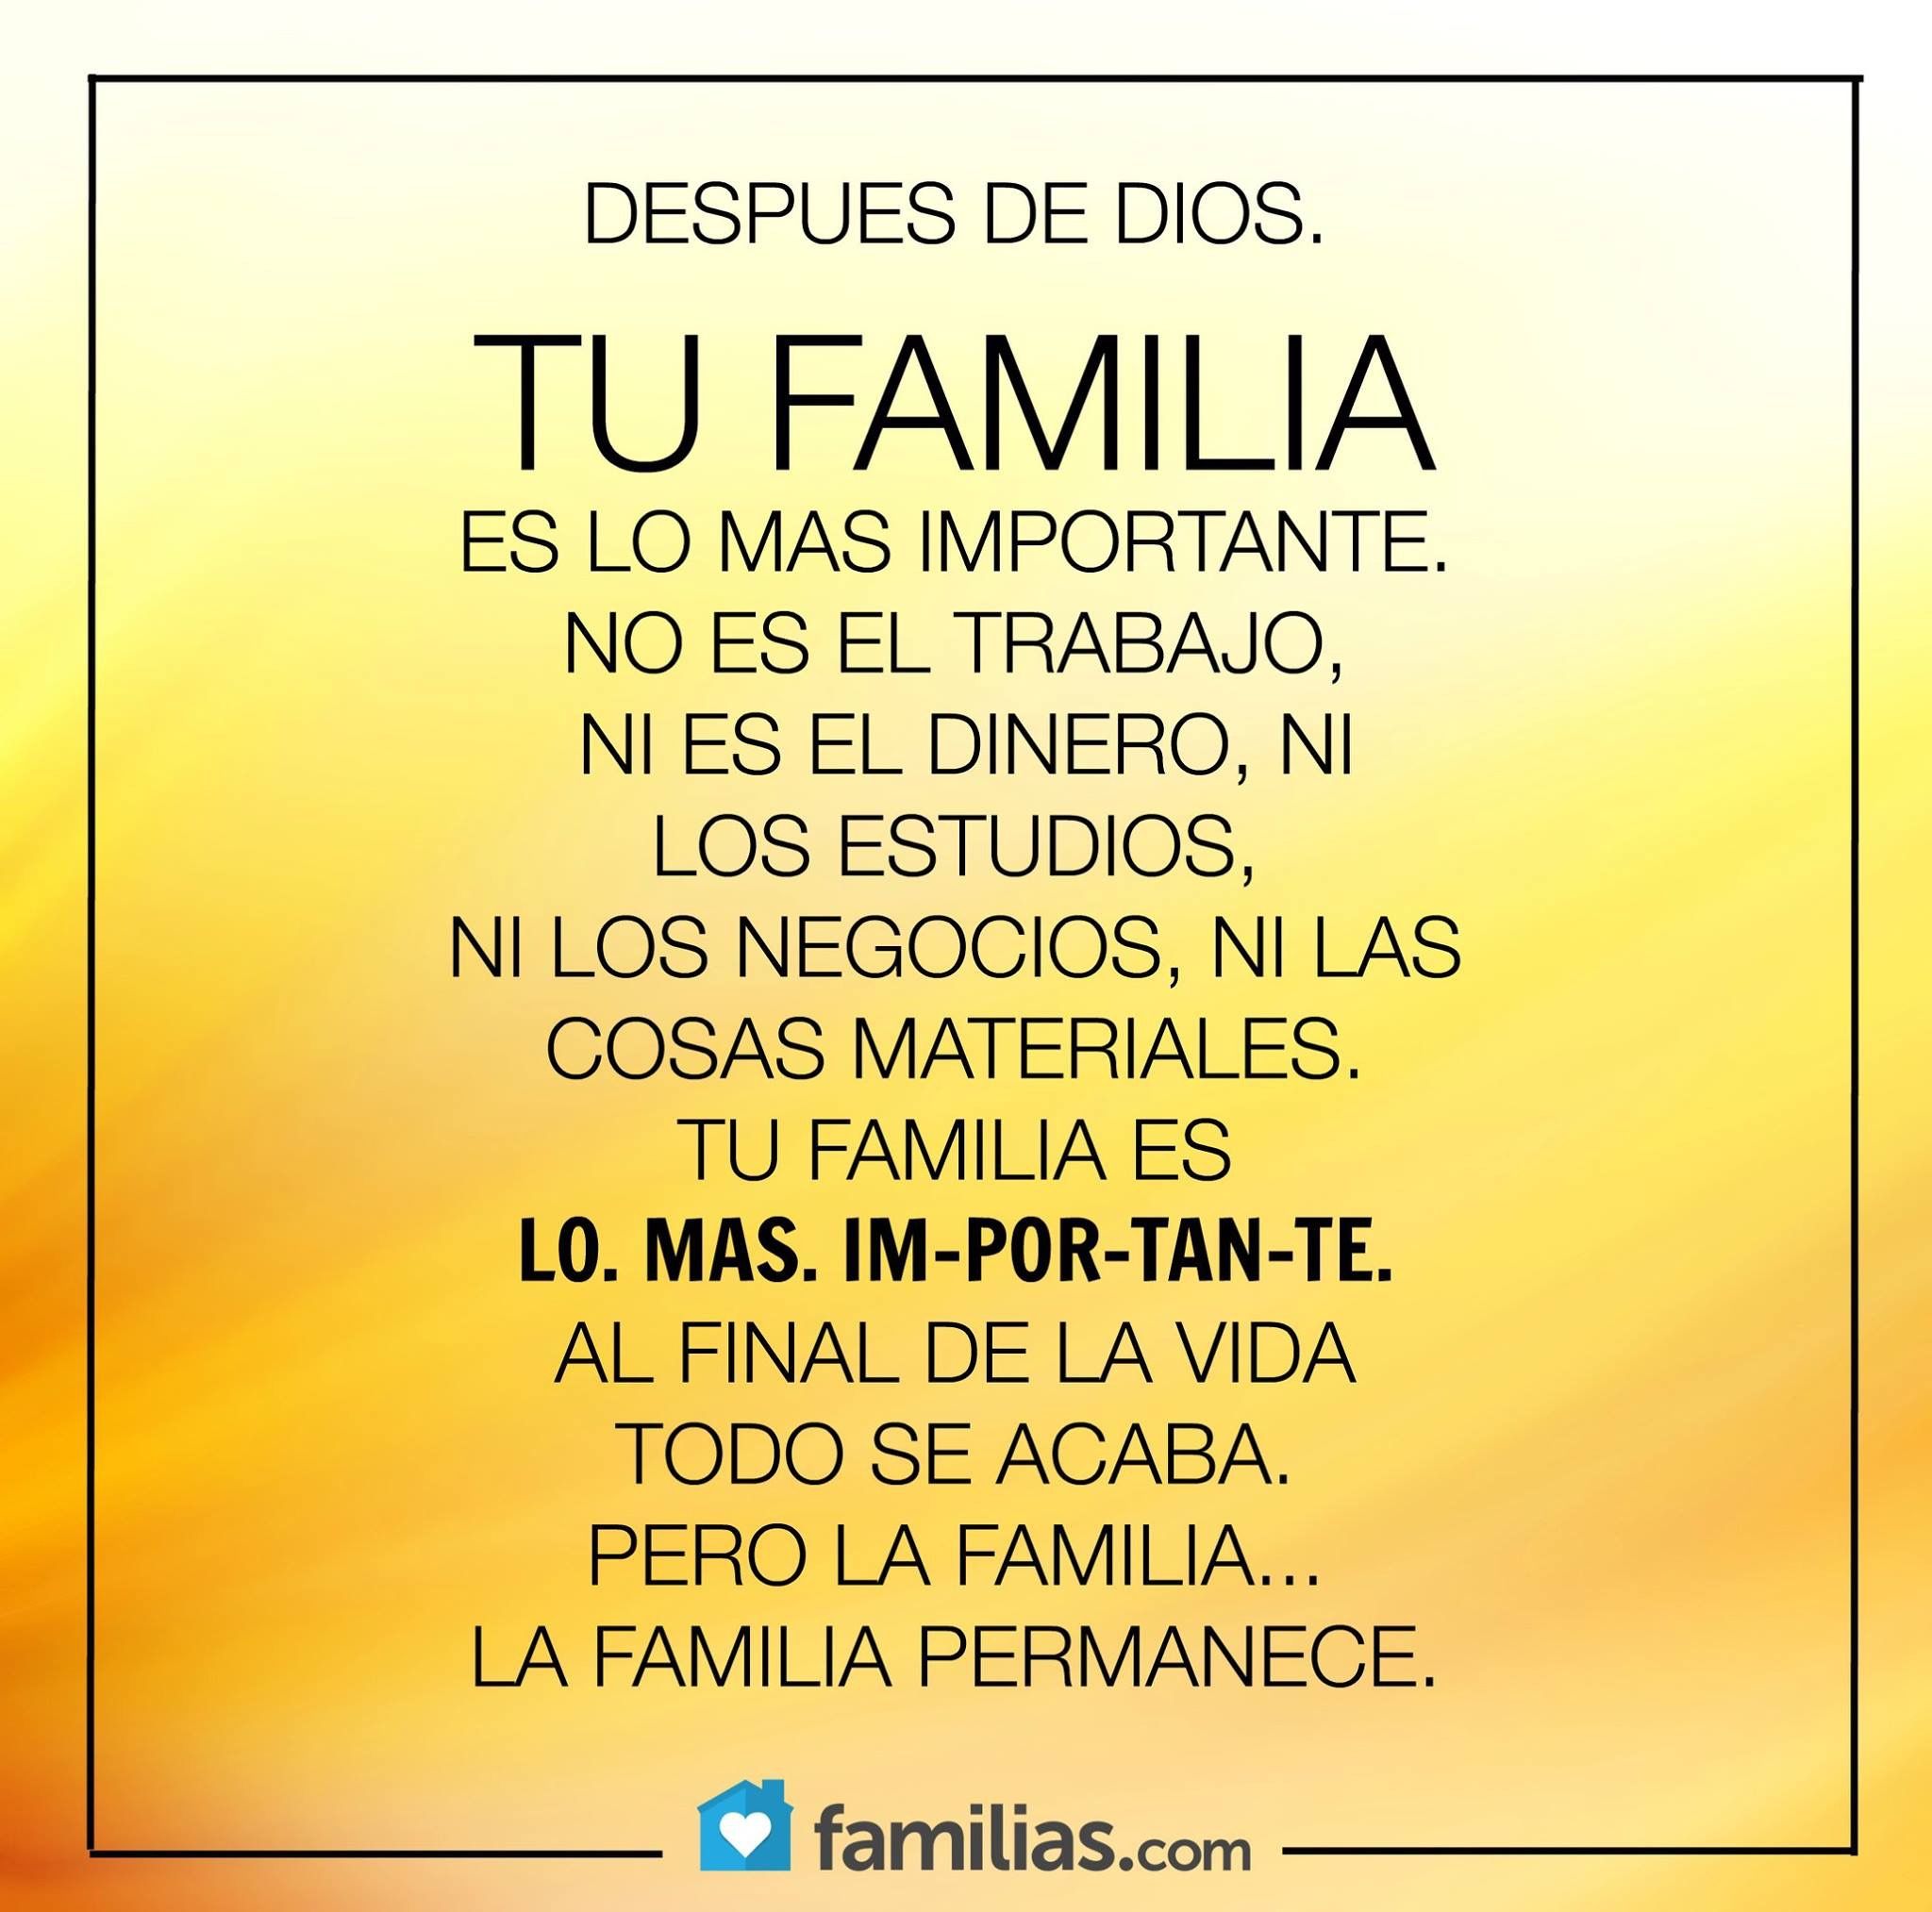 DESPUES DE DIOS.
TU FAMILIA
ES LO MAS IMPORTANTE.
NO ES EL TRABAJO,
NI ES EL DINERO, NI
LOS ESTUDIOS,
NI LOS NEGOCIOS, NI LAS
COSAS MATERIALES.
TU FAMILIA ES
LO. MAS. IM-POR-TAN-TE.
AL FINAL DE LA VIDA
TODO SE ACABA.
PERO LA FAMILIA...
LA FAMILIA PERMANECE.
familias.com